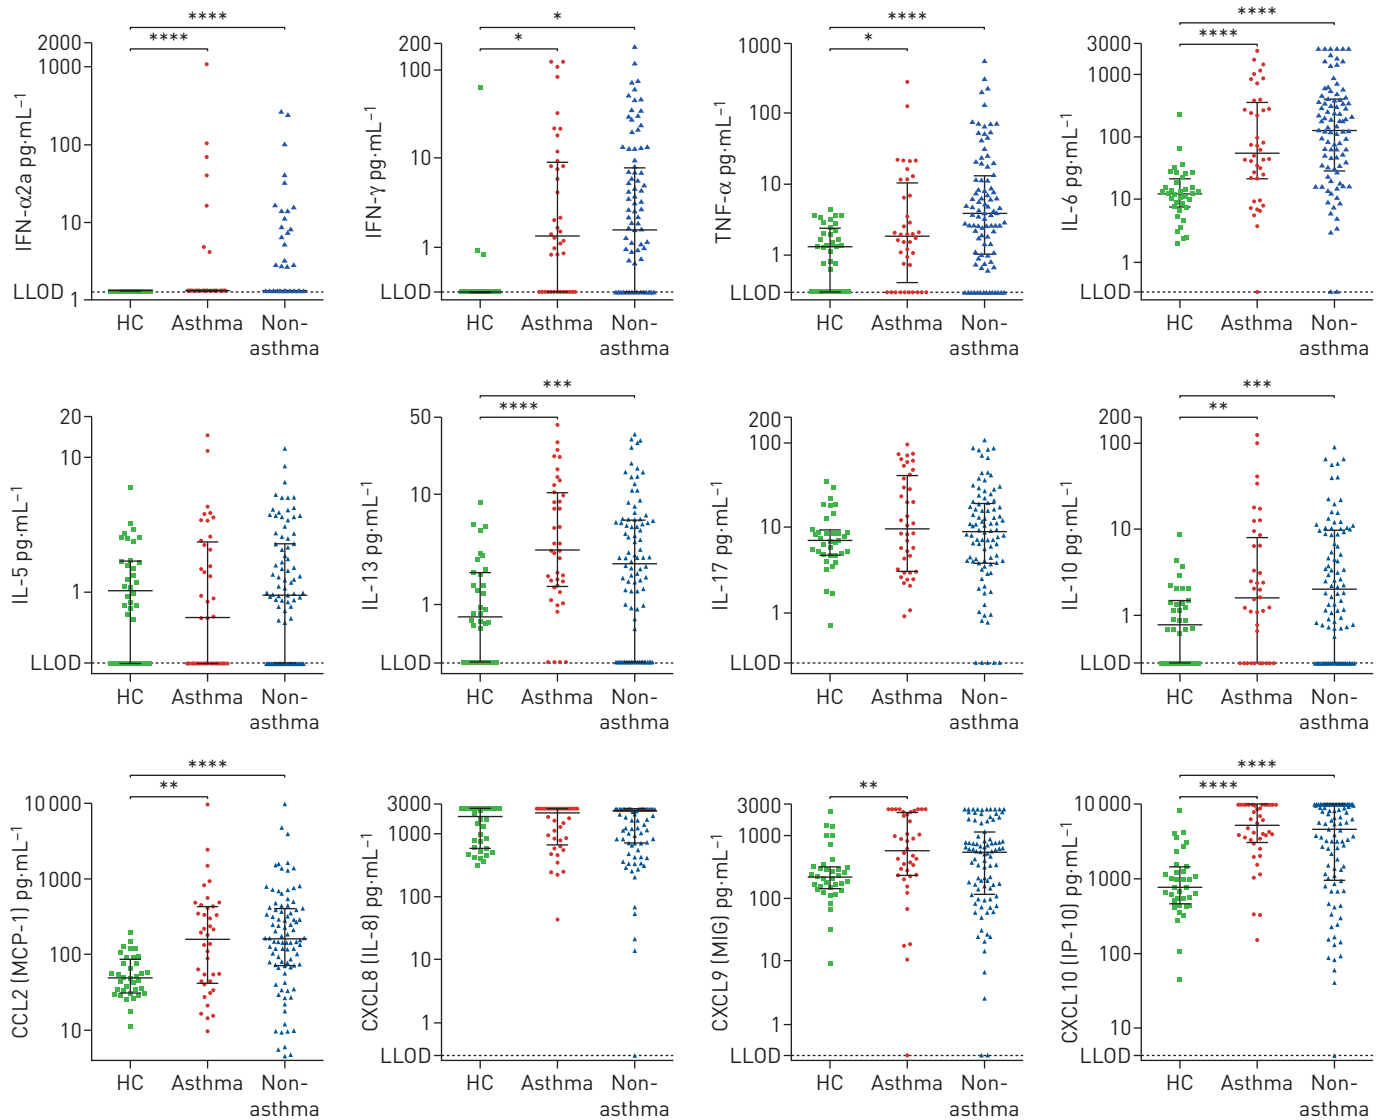 ****
****
2000
1000
100
10
LLOD
1
IFN-α2a pg·mL⁻¹
HC
Asthma
Non-
asthma
*
*
200
100
10
1
LLOD
IFN-γ pg·mL⁻¹
HC
Asthma
Non-
asthma
****
*
1000
100
10
1
LLOD
TNF-α pg·mL⁻¹
HC
Asthma
Non-
asthma
****
****
3000
1000
100
10
1
LLOD
IL-6 pg·mL⁻¹
HC
Asthma
Non-
asthma
20
10
1
LLOD
IL-5 pg·mL⁻¹
HC
Asthma
Non-
asthma
***
****
50
10
1
LLOD
IL-13 pg·mL⁻¹
HC
Asthma
Non-
asthma
200
100
10
1
LLOD
IL-17 pg·mL⁻¹
HC
Asthma
Non-
asthma
***
**
200
100
10
1
LLOD
IL-10 pg·mL⁻¹
HC
Asthma
Non-
asthma
****
**
10 000
1000
100
10
CCL2 (MCP-1) pg·mL⁻¹
HC
Asthma
Non-
asthma
3000
1000
100
10
1
LLOD
CXCL8 (IL-8) pg·mL⁻¹
HC
Asthma
Non-
asthma
**
3000
1000
100
10
1
LLOD
CXCL9 (MIG) pg·mL⁻¹
HC
Asthma
Non-
asthma
****
****
10 000
1000
100
10
LLOD
CXCL10 (IP-10) pg·mL⁻¹
HC
Asthma
Non-
asthma